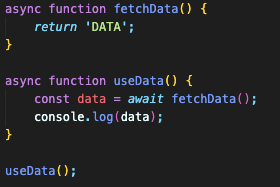 async function fetchData() {
    return 'DATA';
}

async function useData() {
    const data = await fetchData();
    console.log(data);
}

useData();